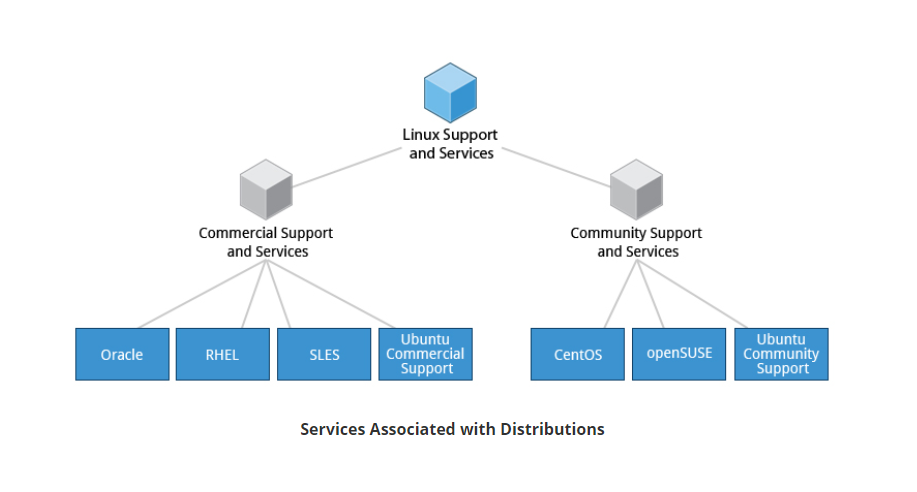 Linux Support
and Services
Commercial Support
and Services
Community Support
and Services
Oracle
RHEL
SLES
Ubuntu
Commercial
Support
CentOS
openSUSE
Ubuntu
Community
Support
Services Associated with Distributions